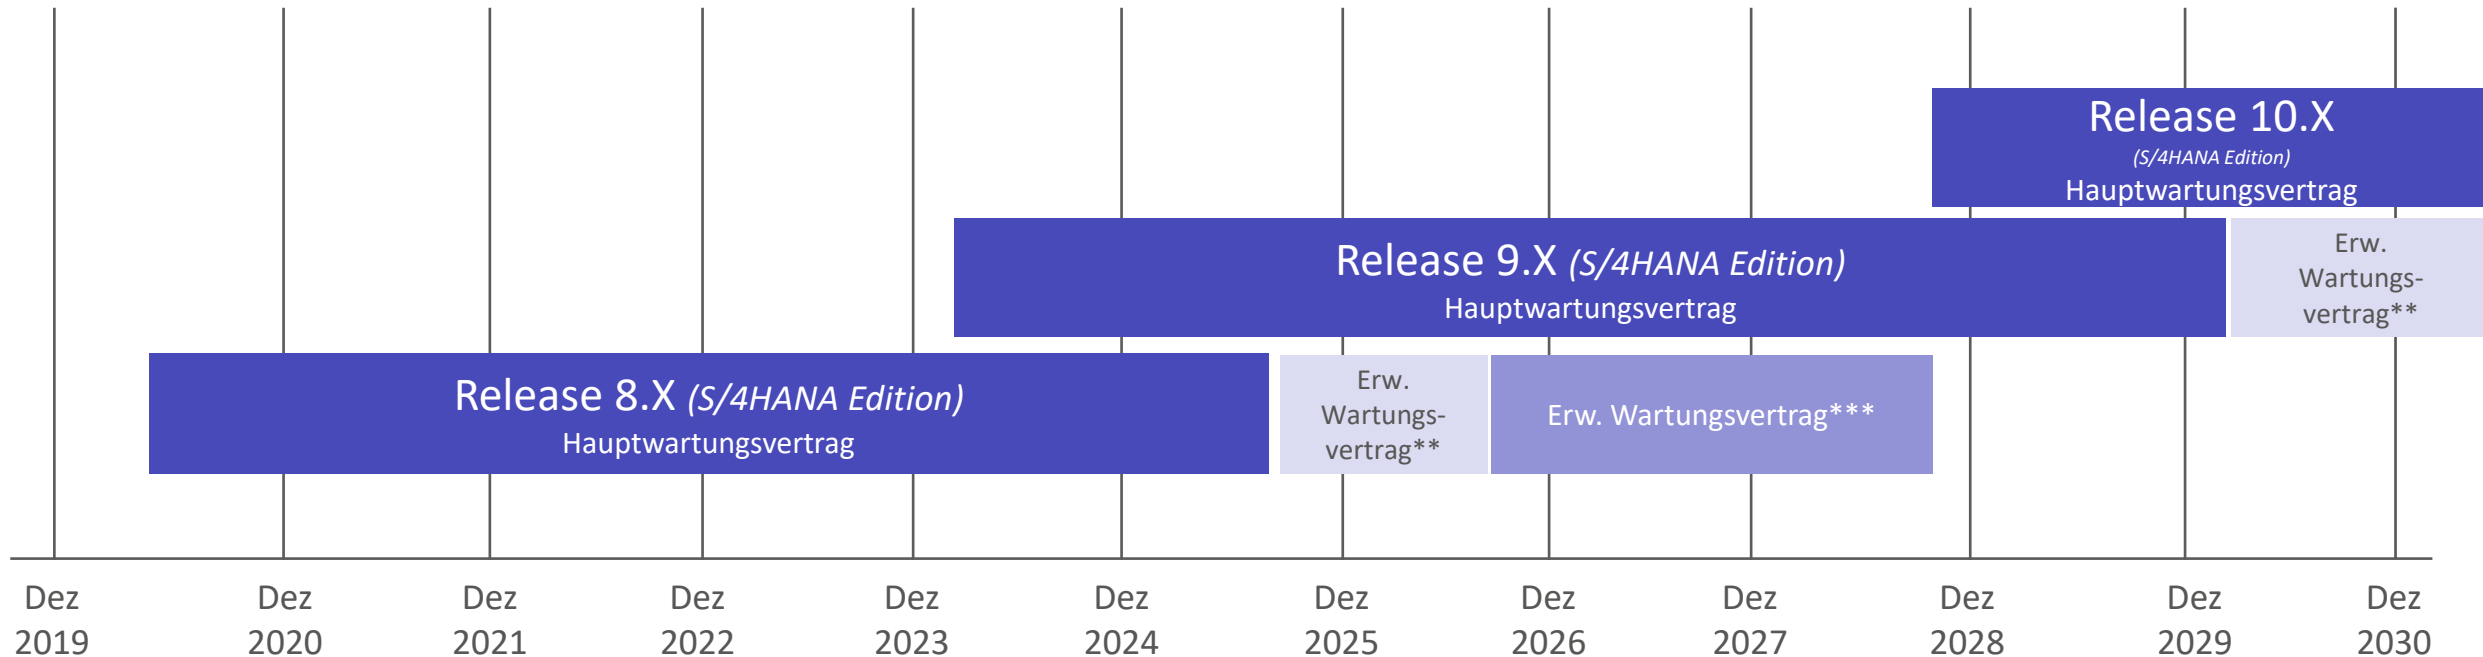 Release 10.X
(S/4HANA Edition)
Hauptwartungsvertrag
Release 9.X (S/4HANA Edition)
Hauptwartungsvertrag
Erw.
Wartungs-
vertrag**
Release 8.X (S/4HANA Edition)
Hauptwartungsvertrag
Erw.
Wartungs-
vertrag**
Erw. Wartungsvertrag***
Dez
2019
Dez
2020
Dez
2021
Dez
2022
Dez
2023
Dez
2024
Dez
2025
Dez
2026
Dez
2027
Dez
2028
Dez
2029
Dez
2030